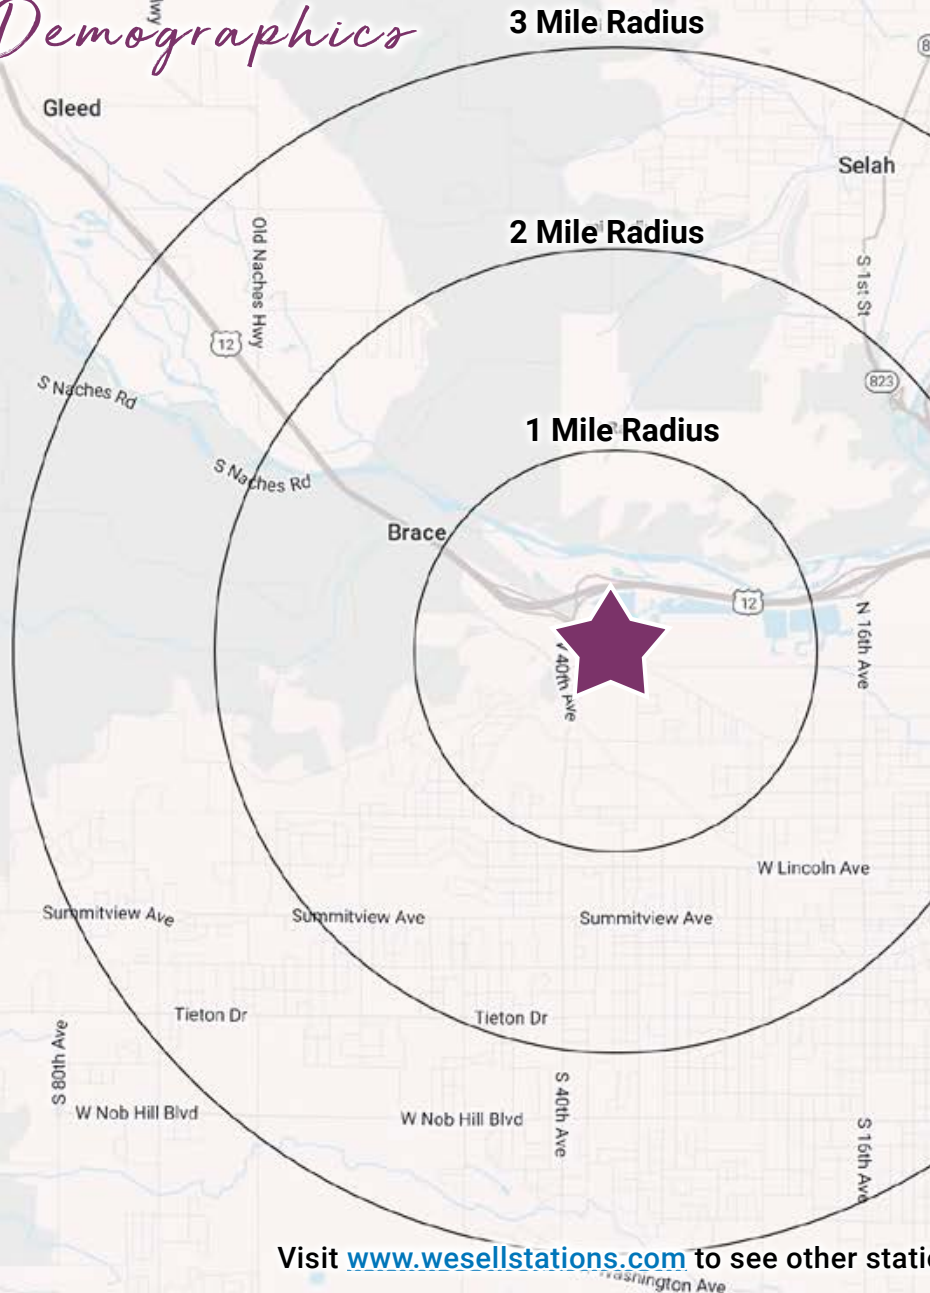 Demographics
3 Mile Radius
Gleed
Selah
Old Naches Hwy
2 Mile Radius
S 1st St
12
823
S Naches Rd
1 Mile Radius
S Naches Rd
Brace
12
N 16th Ave
40th Ave
W Lincoln Ave
Summitview Ave
Summitview Ave
Summitview Ave
Tieton Dr
Tieton Dr
S 80th Ave
S 40th Ave
W Nob Hill Blvd
W Nob Hill Blvd
S 16th Ave
Visit www.wesellstations.com to see other
Washington Ave